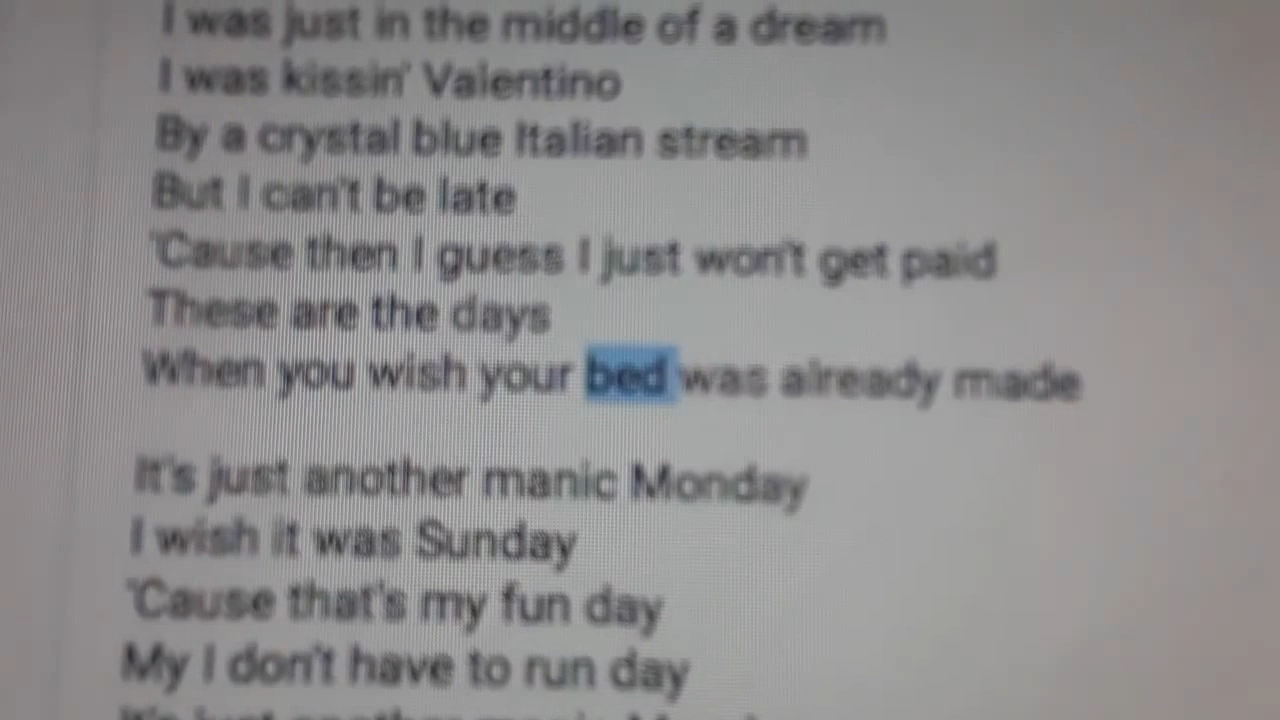 I was just in the middle of a dream
I was kissin' Valentino
By a crystal blue Italian stream
But I can't be late
'Cause then I guess I just won't get paid
These are the days
When you wish your bed was already made
It's just another manic Monday
I wish it was Sunday
'Cause that's my fun day
My I don't have to run day